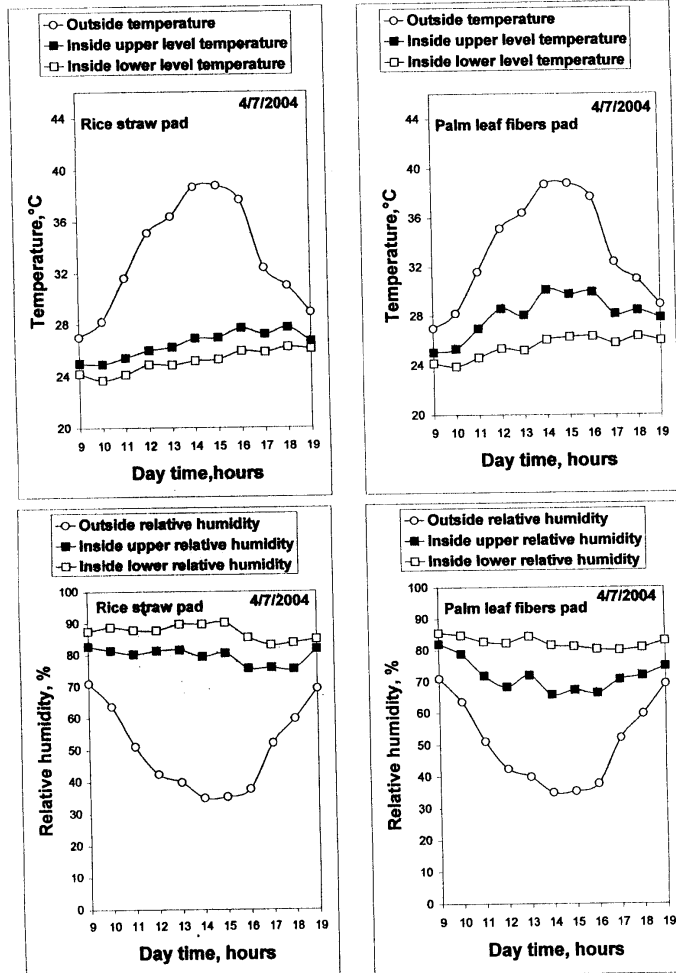 Outside temperature
Inside upper level temperature
Inside lower level temperature
4/7/2004
Rice straw pad
44
40
36
32
28
24
20
Temperature,°C
9 10 11 12 13 14 15 16 17 18 19
Day time,hours
Outside temperature
Inside upper level temperature
Inside lower level temperature
4/7/2004
Palm leaf fibers pad
44
40
36
32
28
24
20
Temperature,°C
9 10 11 12 13 14 15 16 17 18 19
Day time, hours
Outside relative humidity
Inside upper relative humidity
Inside lower relative humidity
4/7/2004
Rice straw pad
100
90
80
70
60
50
40
30
20
10
0
Relative humidity, %
9 10 11 12 13 14 15 16 17 18 19
Day time, hours
Outside relative humidity
Inside upper relative humidity
Inside lower relative humidity
4/7/2004
Palm leaf fibers pad
100
90
80
70
60
50
40
30
20
10
0
Relative humidity, %
9 10 11 12 13 14 15 16 17 18 19
Day time, hours